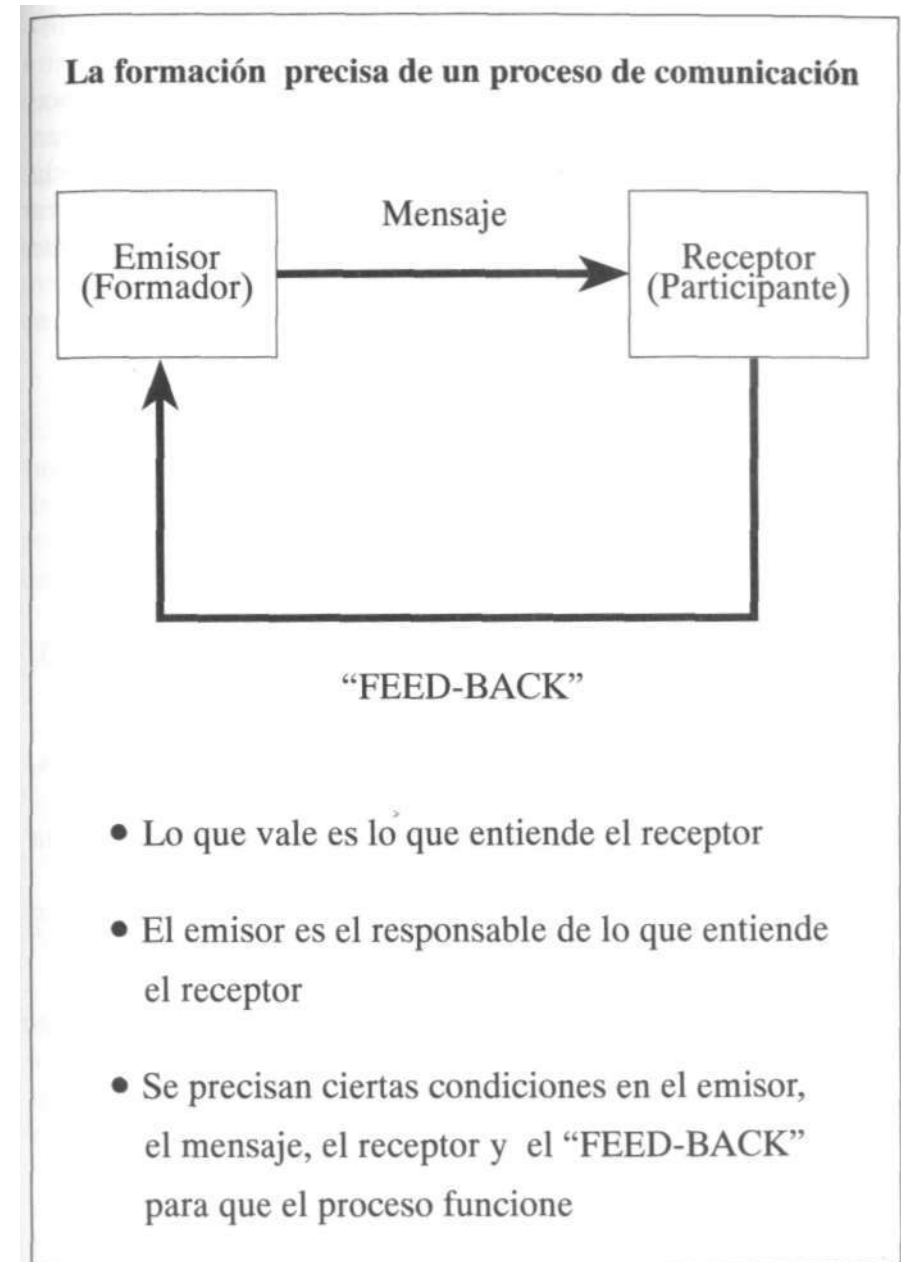 La formación precisa de un proceso de comunicación
Mensaje
Emisor
(Formador)
Receptor
(Participante)
“FEED-BACK”
● Lo que vale es lo que entiende el receptor
● El emisor es el responsable de lo que entiende
el receptor
● Se precisan ciertas condiciones en el emisor,
el mensaje, el receptor y el “FEED-BACK”
para que el proceso funcione